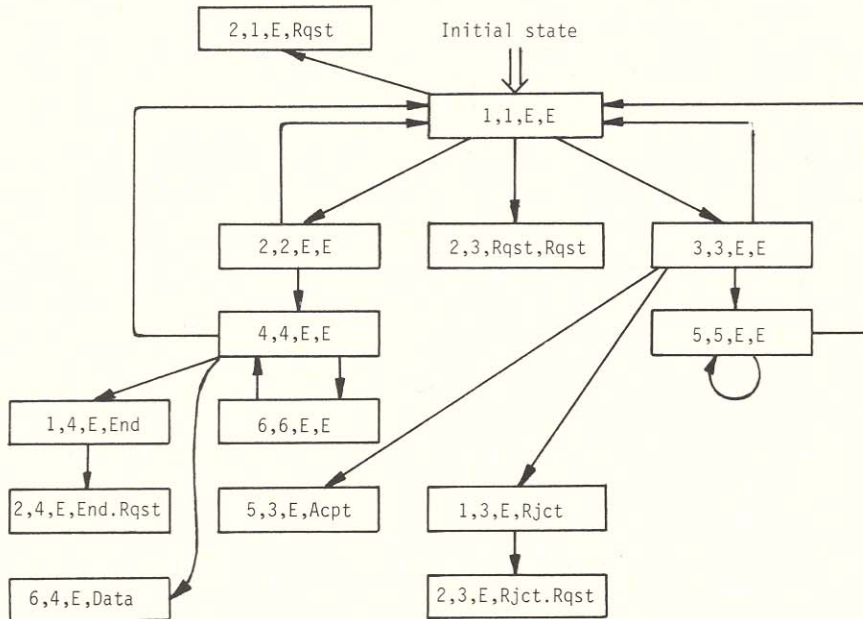 2,1,E,Rqst
Initial state
1,1,E,E
2,2,E,E
2,3,Rqst,Rqst
3,3,E,E
4,4,E,E
5,5,E,E
1,4,E,End
6,6,E,E
2,4,E,End.Rqst
5,3,E,Acpt
1,3,E,Rjct
6,4,E,Data
2,3,E,Rjct.Rqst